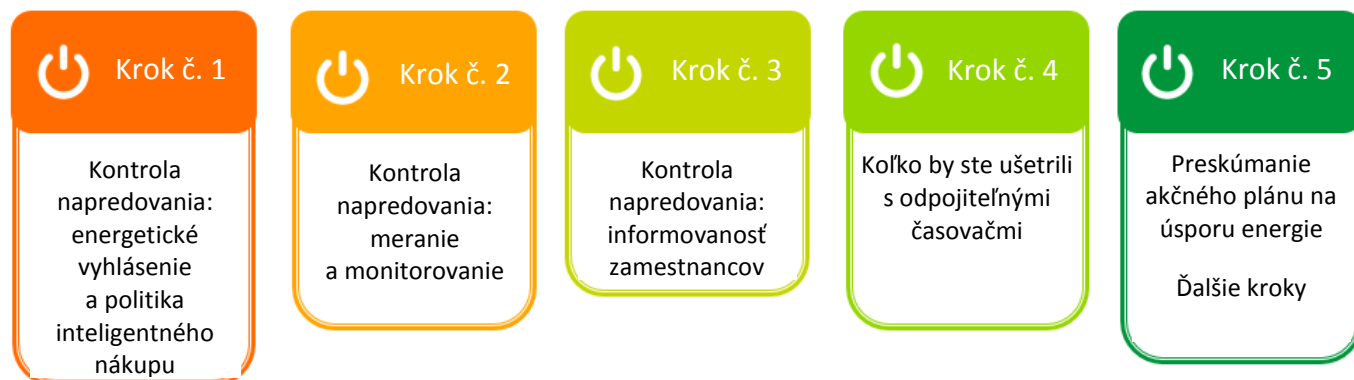 Krok č. 1
Kontrola
napredovania:
energetické
vyhlásenie
a politika
inteligentného
nákupu
Krok č. 2
Kontrola
napredovania:
meranie
a monitorovanie
Krok č. 3
Kontrola
napredovania:
informovanosť
zamestnancov
Krok č. 4
Koľko by ste ušetrili
s odpojiteľnými
časovačmi
Krok č. 5
Preskúmanie
akčného plánu na
úsporu energie
Ďalšie kroky